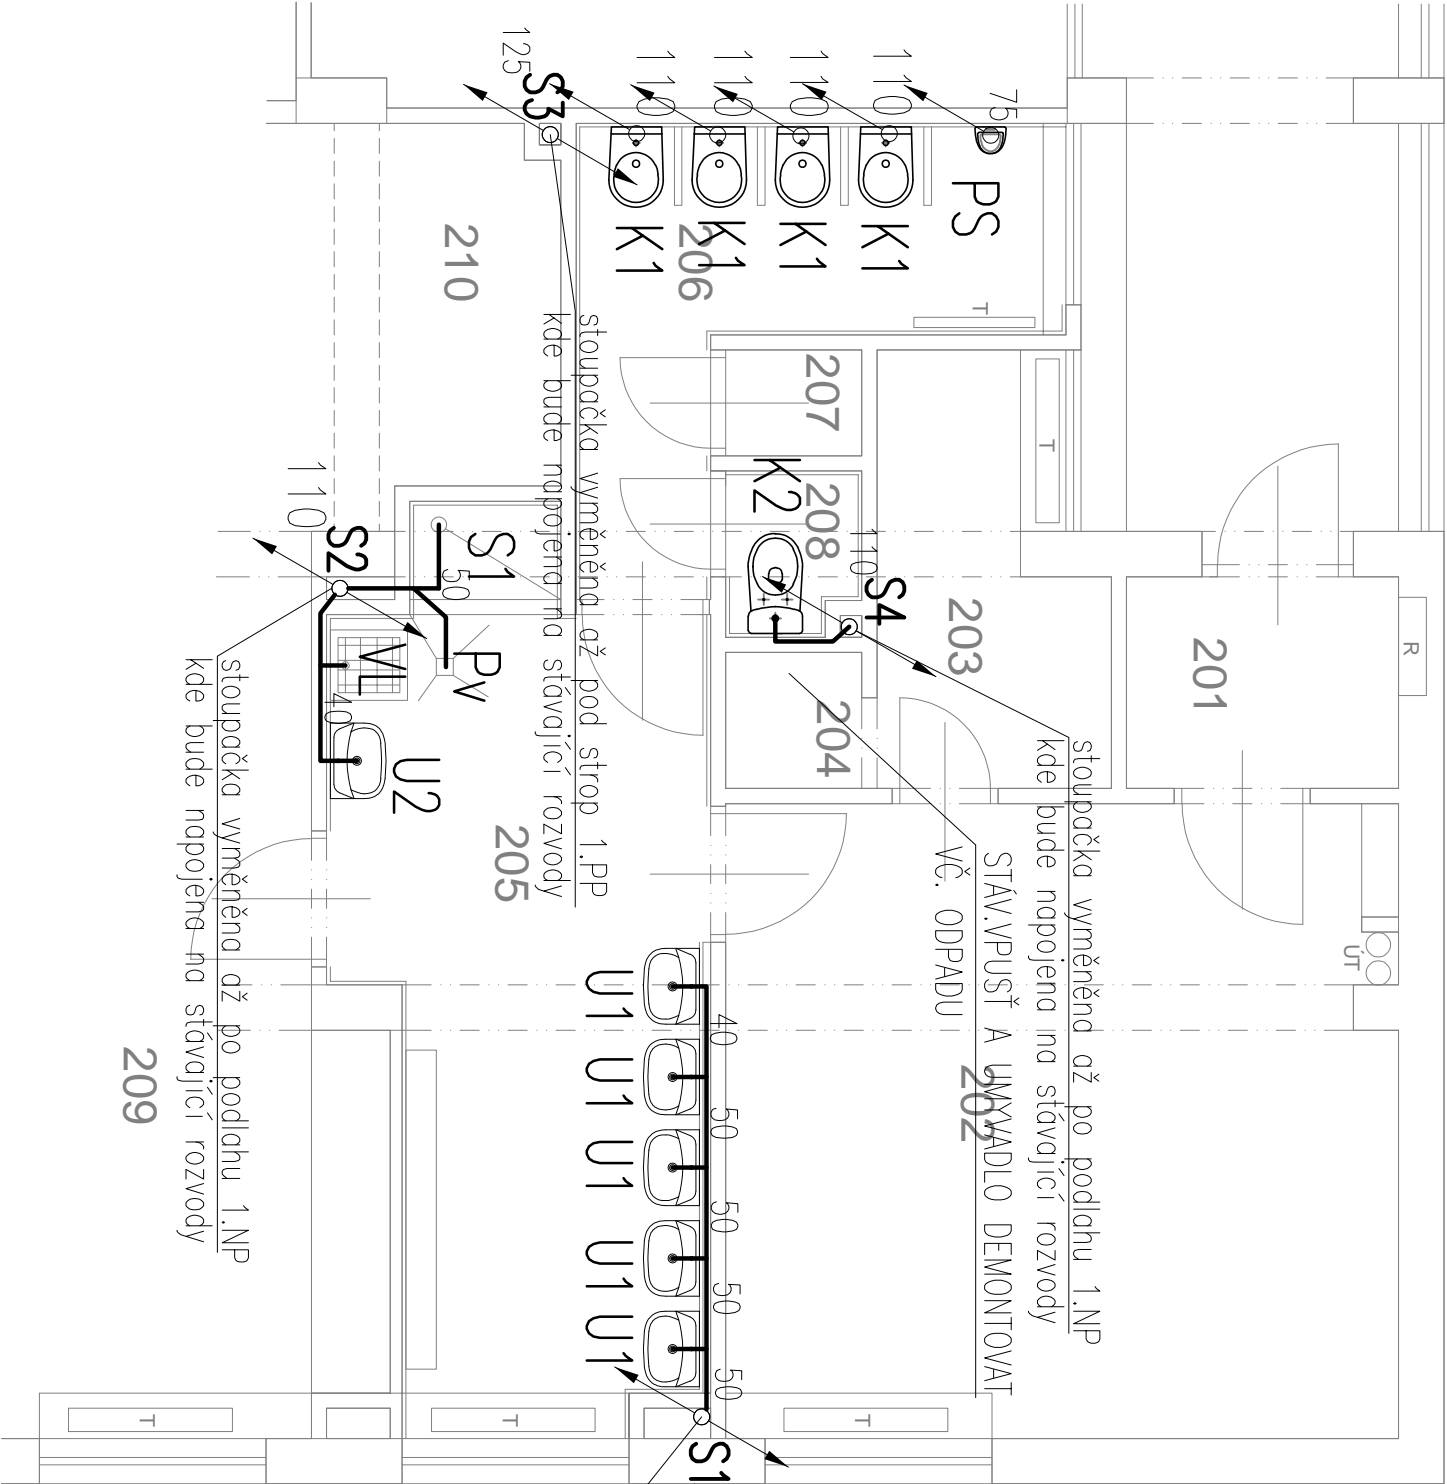 125
S3
110
110
110
110
75
PS
K1
K1
K1
K1
206
210
T
stoupačka vyměněna až pod strop 1.PP
kde bude napojena na stávající rozvody
207
T
K2
208
110
S4
203
201
R
204
110
S2
S1
50
Pv
VL
40
U2
205
stoupačka vyměněna až po podlahu 1.NP
kde bude napojena na stávající rozvody
stoupačka vyměněna až po podlahu 1.NP
kde bude napojena na stávající rozvody
STÁV.VPUSŤ A UMYVADLO DEMONTOVAT
VČ. ODPADU
ÚT
202
209
U1
40
U1
50
U1
50
U1
50
U1
50
S1
T
T
T